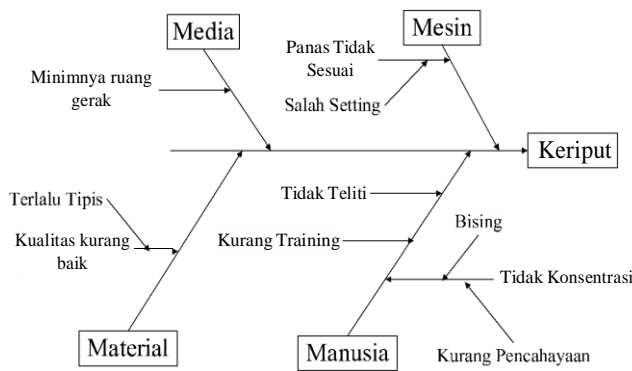 Media
Mesin
Panas Tidak
Sesuai
Minimnya ruang
gerak
Salah Setting
Keriput
Terlalu Tipis
Tidak Teliti
Bising
Kualitas kurang
baik
Kurang Training
Tidak Konsentrasi
Material
Manusia
Kurang Pencahayaan